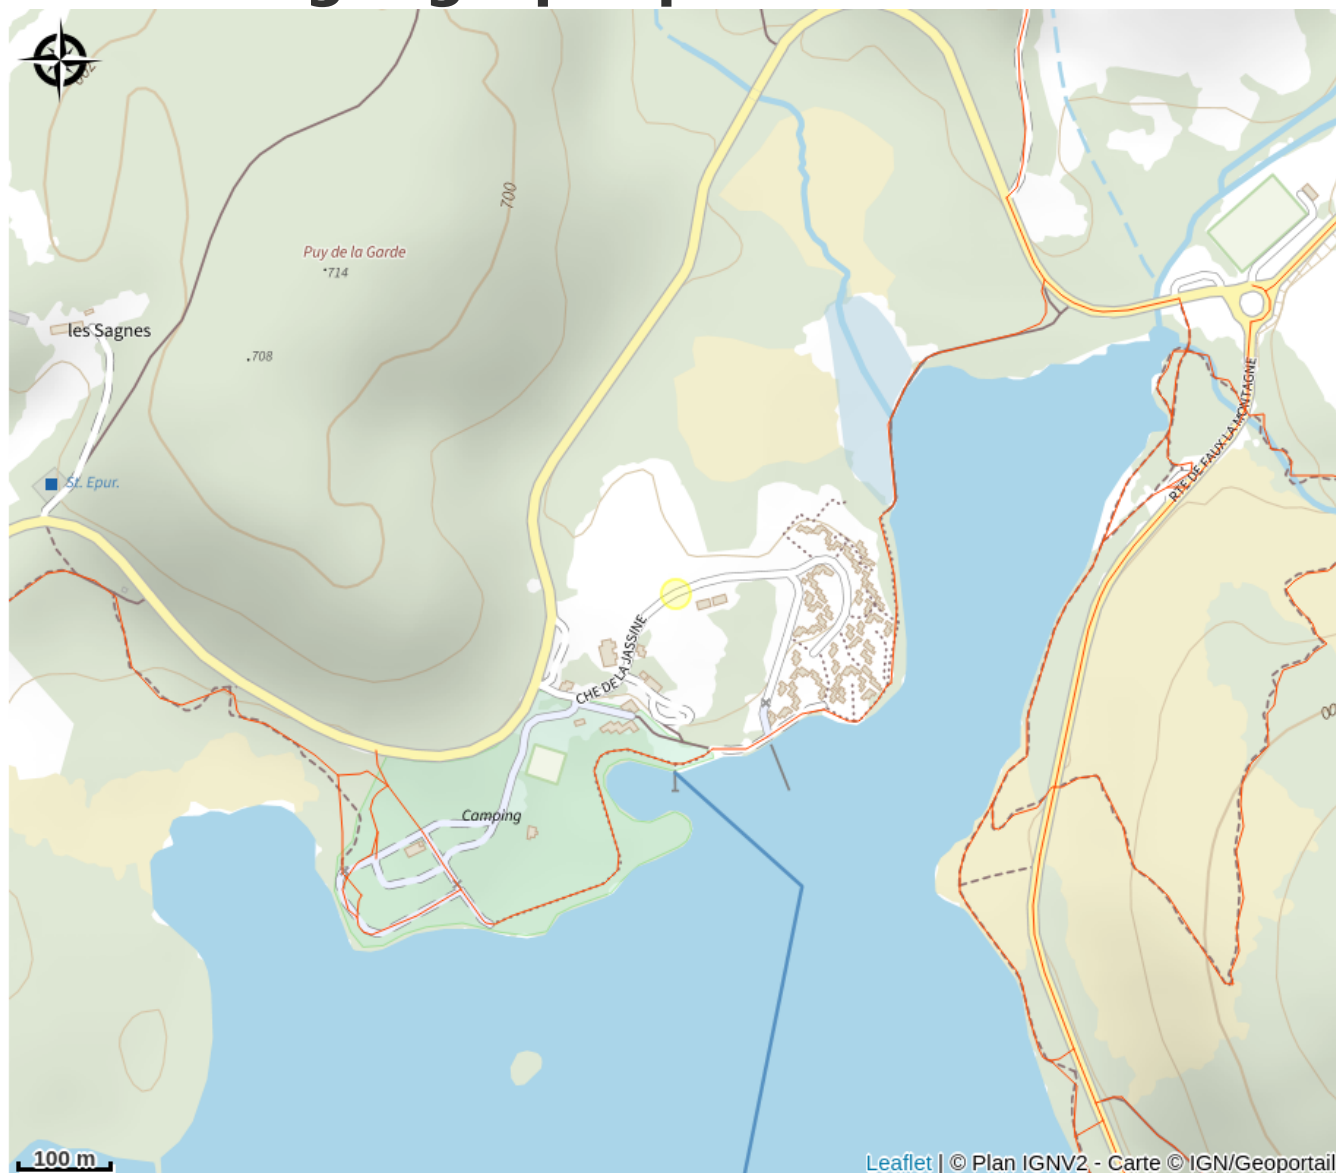 700
Puy de la Garde
714
les Sagnes
708
St. Epur.
RTE DE FAUX-LA-MONTAGNE
CHE DE LA JASSINE
Camping
100 m
Leaflet | © Plan IGNV2 - Carte © IGN/Geoportail